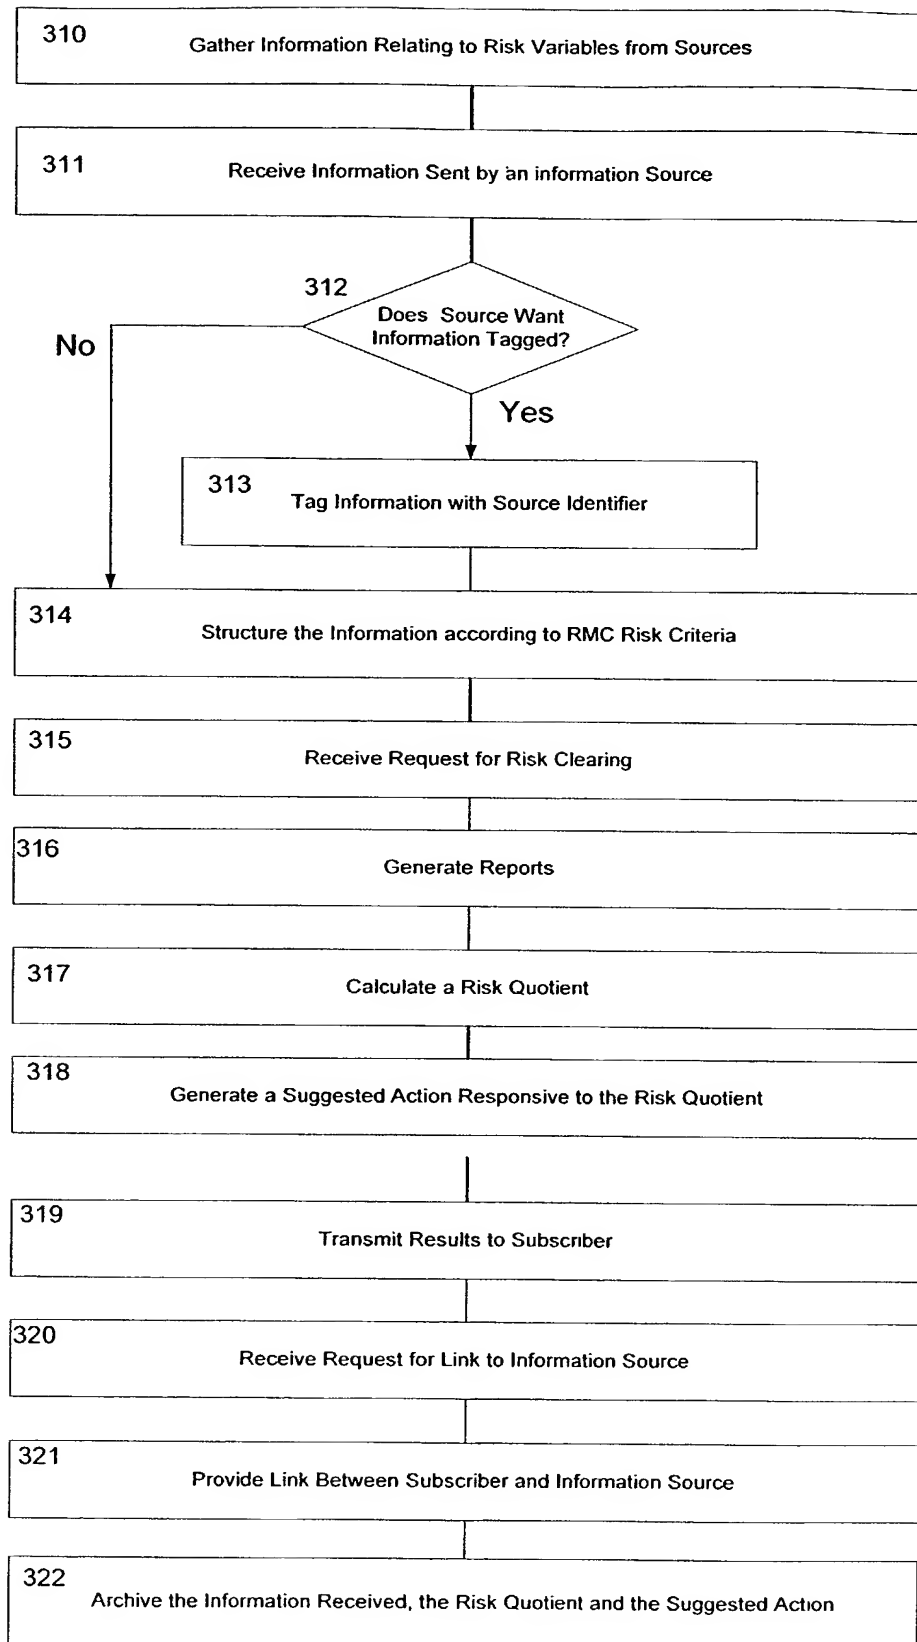 310
Gather Information Relating to Risk Variables from Sources
311
Receive Information Sent by an information Source
312
Does Source Want
Information Tagged?
No
Yes
313
Tag Information with Source Identifier
314
Structure the Information according to RMC Risk Criteria
315
Receive Request for Risk Clearing
316
Generate Reports
317
Calculate a Risk Quotient
318
Generate a Suggested Action Responsive to the Risk Quotient
319
Transmit Results to Subscriber
320
Receive Request for Link to Information Source
321
Provide Link Between Subscriber and Information Source
322
Archive the Information Received, the Risk Quotient and the Suggested Action